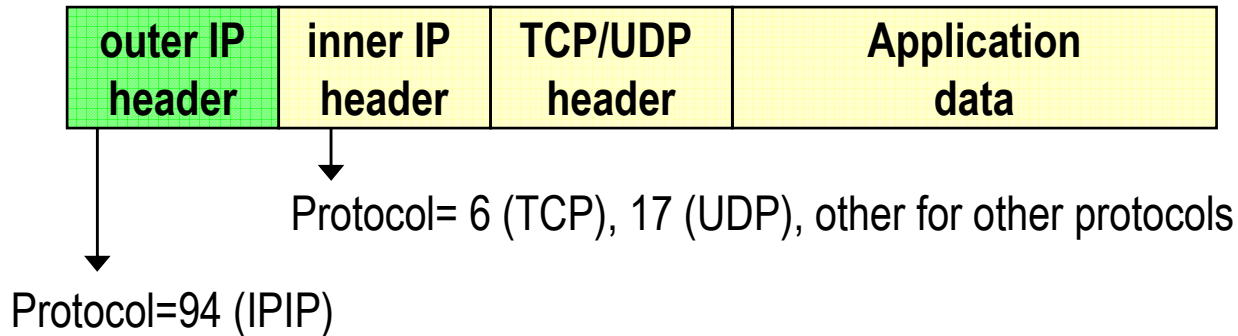 outer IP header
inner IP header
TCP/UDP header
Application data
Protocol= 6 (TCP), 17 (UDP), other for other protocols
Protocol=94 (IPIP)